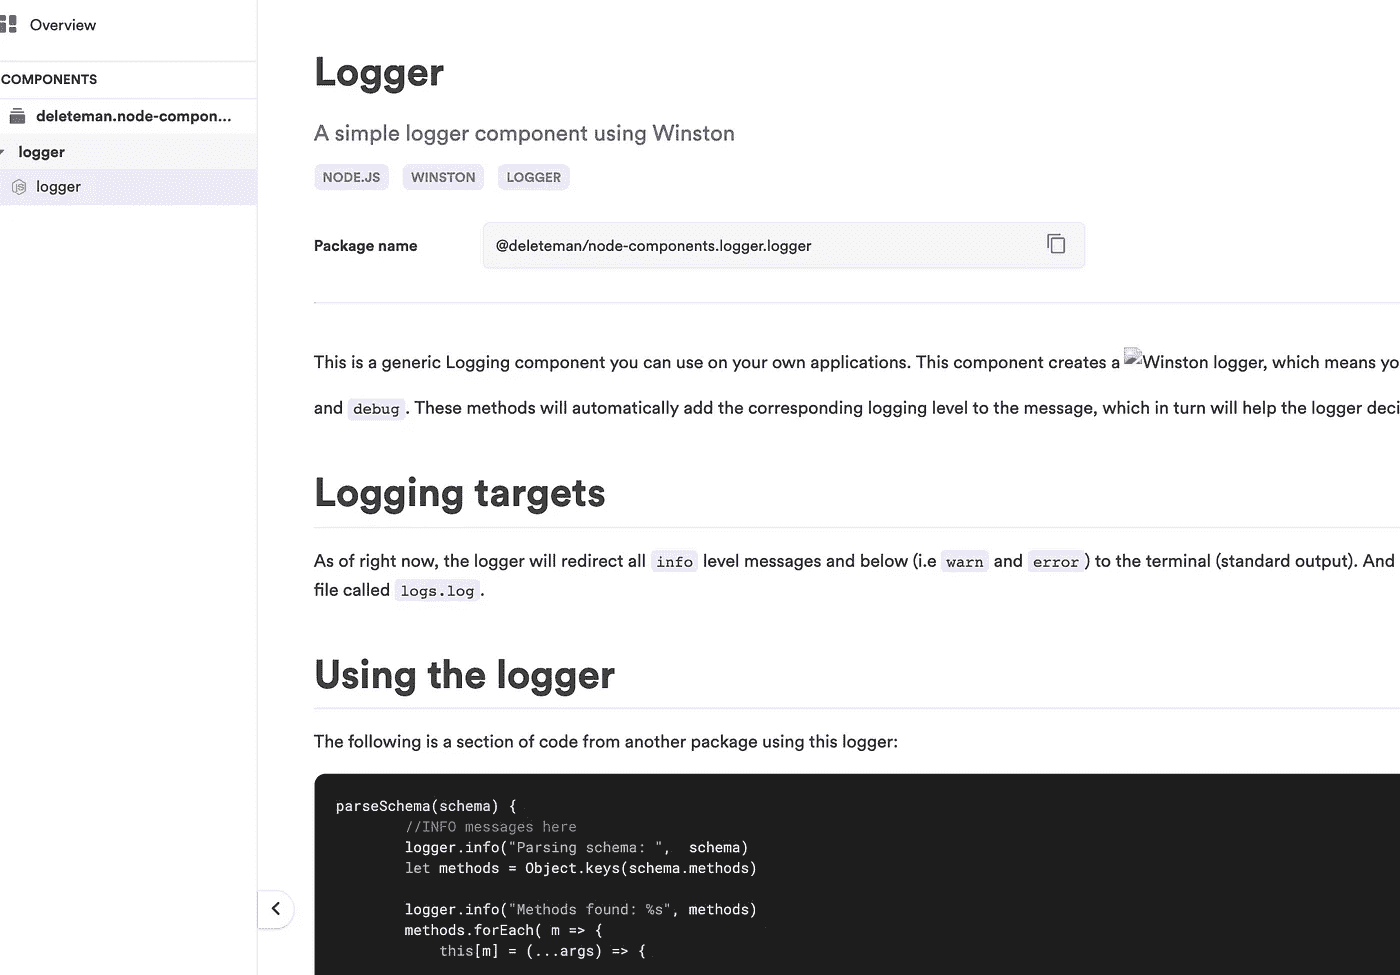 Overview
COMPONENTS
deleteman.node-compon...
logger
logger
Logger
A simple logger component using Winston
NODE.JS WINSTON LOGGER
Package name @deleteman/node-components.logger.logger
This is a generic Logging component you can use on your own applications. This component creates a Winston logger, which means yo
and debug. These methods will automatically add the corresponding logging level to the message, which in turn will help the logger deci
Logging targets
As of right now, the logger will redirect all info level messages and below (i.e warn and error) to the terminal (standard output). And
file called logs.log.
Using the logger
The following is a section of code from another package using this logger:
parseSchema(schema) {
//INFO messages here
logger.info("Parsing schema: ",  schema)
let methods = Object.keys(schema.methods)
logger.info("Methods found: %s", methods)
methods.forEach( m => {
this[m] = (...args) => {